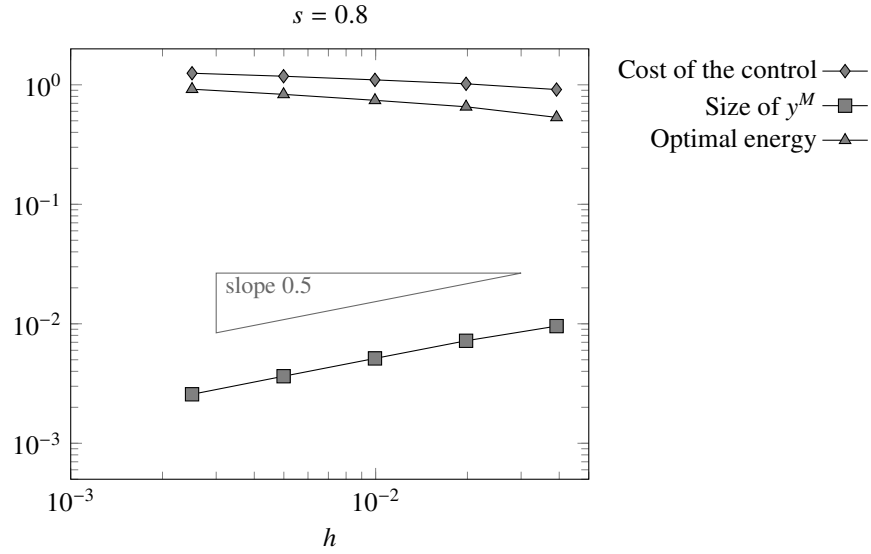 s = 0.8
10^0
10^-1
10^-2
10^-3
10^-3
10^-2
h
slope 0.5
Cost of the control
Size of y^M
Optimal energy